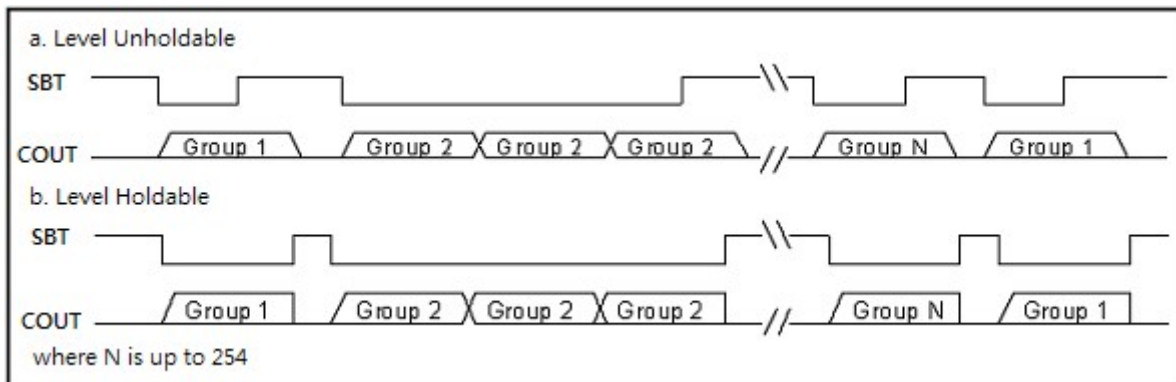 a. Level Unholdable
SBT
COUT Group 1 Group 2 Group 2 Group 2 Group N Group 1
b. Level Holdable
SBT
COUT Group 1 Group 2 Group 2 Group 2 Group N Group 1
where N is up to 254